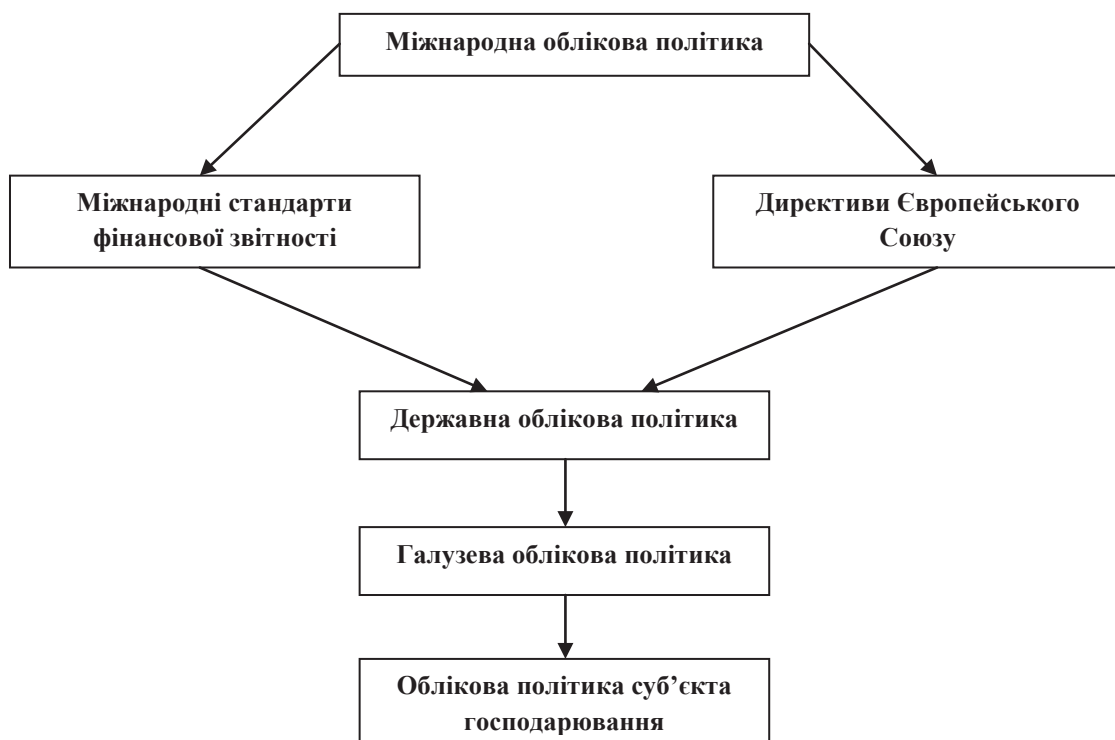 Міжнародна облікова політика
Міжнародні стандарти
фінансової звітності
Директиви Європейського
Союзу
Державна облікова політика
Галузева облікова політика
Облікова політика суб’єкта
господарювання